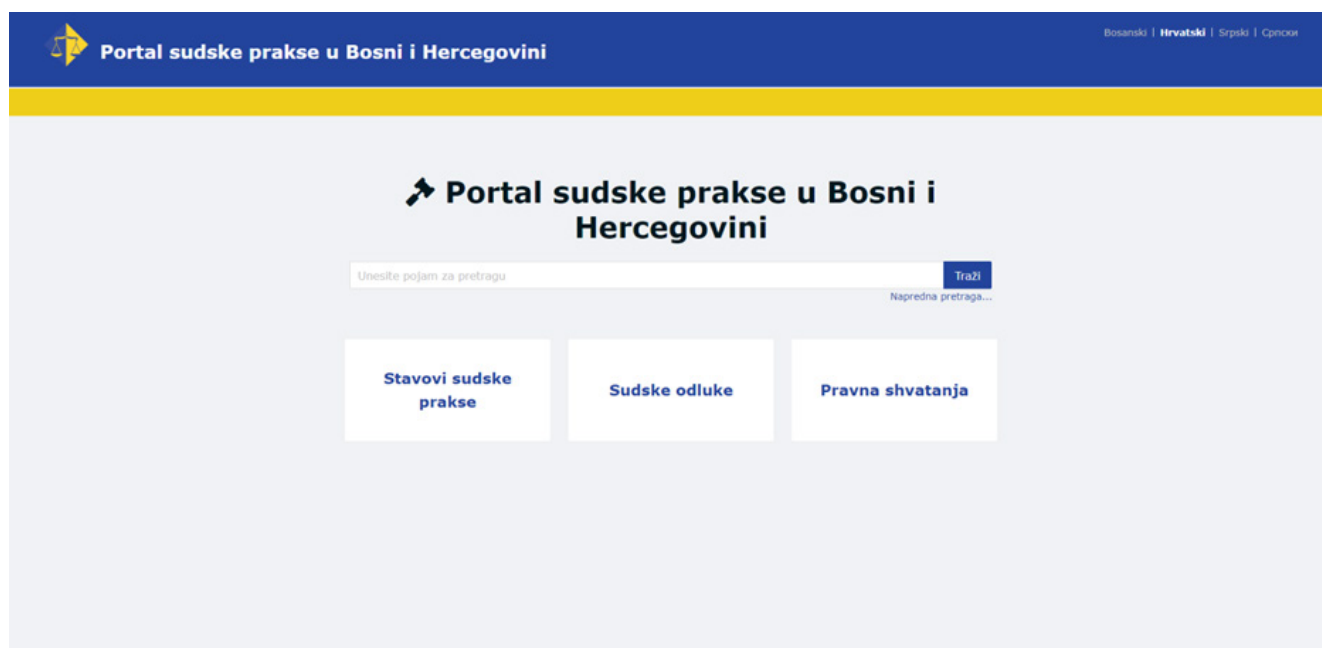 Portal sudske prakse u Bosni i Hercegovini
Bosanski | Hrvatski | Srpski | Српски
Portal sudske prakse u Bosni i
Hercegovini
Unesite pojam za pretragu
Traži
Napredna pretraga...
Stavovi sudske
prakse
Sudske odluke
Pravna shvatanja